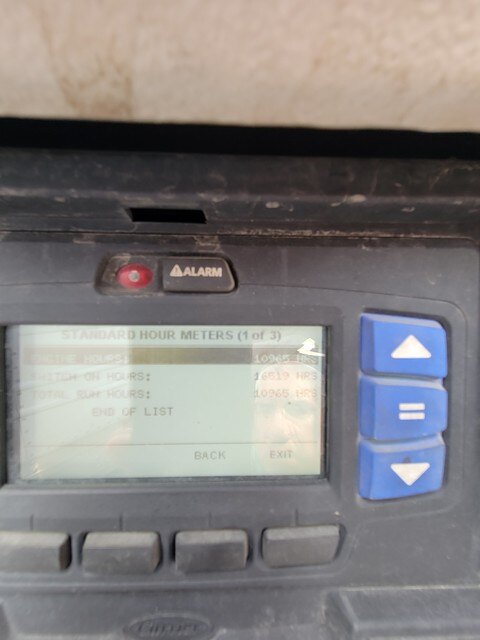 ALARM
STANDARD HOUR METERS (1 of 3)
ENGINE HOURS: 10965 HRS
SWITCH ON HOURS: 16519 HRS
TOTAL RUN HOURS: 10965 HRS
END OF LIST
BACK EXIT
=
Carrier